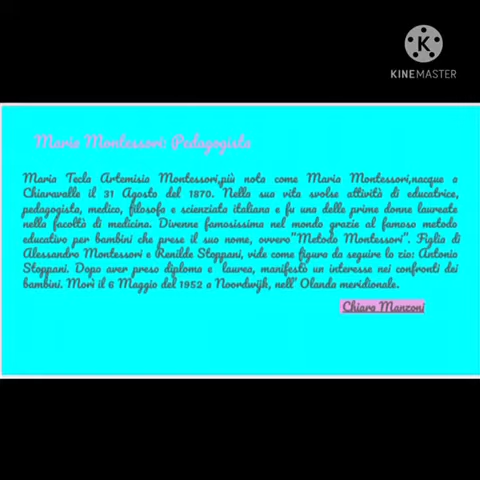 KINEMASTER
Maria Montessori: Pedagogista
Maria Tecla Artemisia Montessori,più nota come Maria Montessori,nacque a
Chiaravalle il 31 Agosto del 1870. Nella sua vita svolse attività di educatrice,
pedagogista, medico, filosofa e scienziata italiana e fu una delle prime donne laureate
nella facoltà di medicina. Divenne famosissima nel mondo grazie al famoso metodo
educativo per bambini che prese il suo nome, ovvero"Metodo Montessori". Figlia di
Alessandro Montessori e Renilde Stoppani, vide come figura da seguire lo zio: Antonio
Stoppani. Dopo aver preso diploma e laurea, manifestò un interesse nei confronti dei
bambini. Morì il 6 Maggio del 1952 a Noordwijk, nell' Olanda meridionale.
Chiara Manzoni